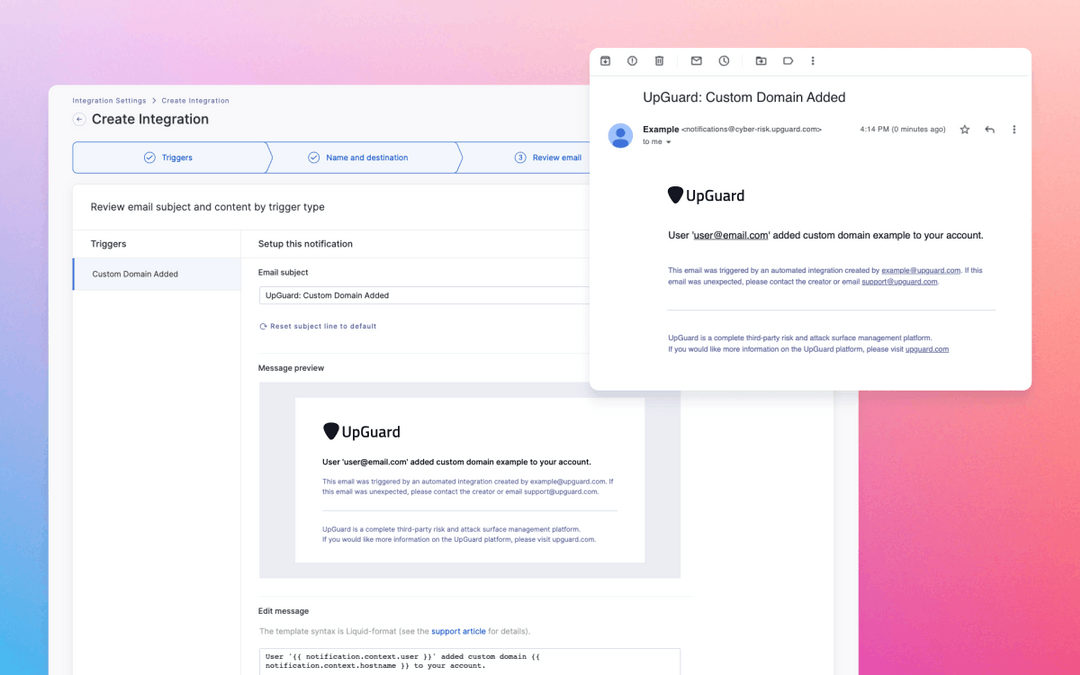 Integration Settings > Create Integration
Create Integration
Triggers
Name and destination
3 Review email
Review email subject and content by trigger type
Triggers
Custom Domain Added
Setup this notification
Email subject
UpGuard: Custom Domain Added
Reset subject line to default
Message preview
UpGuard
User 'user@email.com' added custom domain example to your account.
This email was triggered by an automated integration created by example@upguard.com. If
this email was unexpected, please contact the creator or email support@upguard.com.
UpGuard is a complete third-party risk and attack surface management platform.
If you would like more information on the UpGuard platform, please visit upguard.com.
Edit message
The template syntax is Liquid-format (see the support article for details).
User '{{ notification.context.user }}' added custom domain {{
notification.context.hostname }} to your account.
UpGuard: Custom Domain Added
Example <notifications@cyber-risk.upguard.com>
4:14 PM (0 minutes ago)
to me
UpGuard
User 'user@email.com' added custom domain example to your account.
This email was triggered by an automated integration created by example@upguard.com. If this
email was unexpected, please contact the creator or email support@upguard.com.
UpGuard is a complete third-party risk and attack surface management platform.
If you would like more information on the UpGuard platform, please visit upguard.com